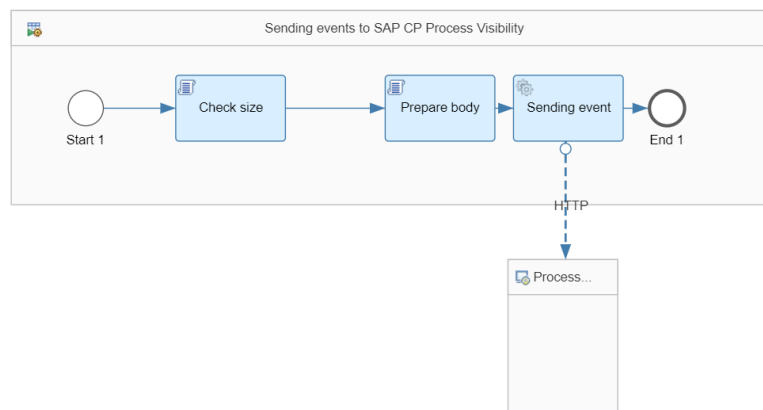 Sending events to SAP CP Process Visibility
Check size
Prepare body
Sending event
Start 1
End 1
HTTP
Process...